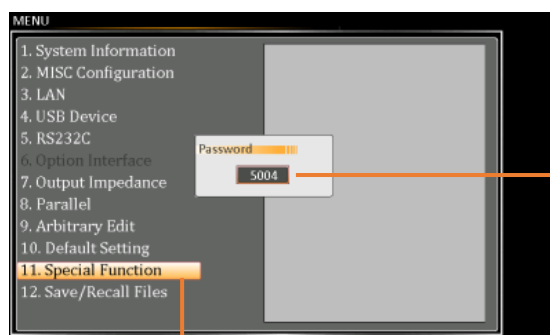 MENU
1. System Information
2. MISC Configuration
3. LAN
4. USB Device
5. RS232C
6. Option Interface
7. Output Impedance
8. Parallel
9. Arbitrary Edit
10. Default Setting
11. Special Function
12. Save/Recall Files
Password
5004